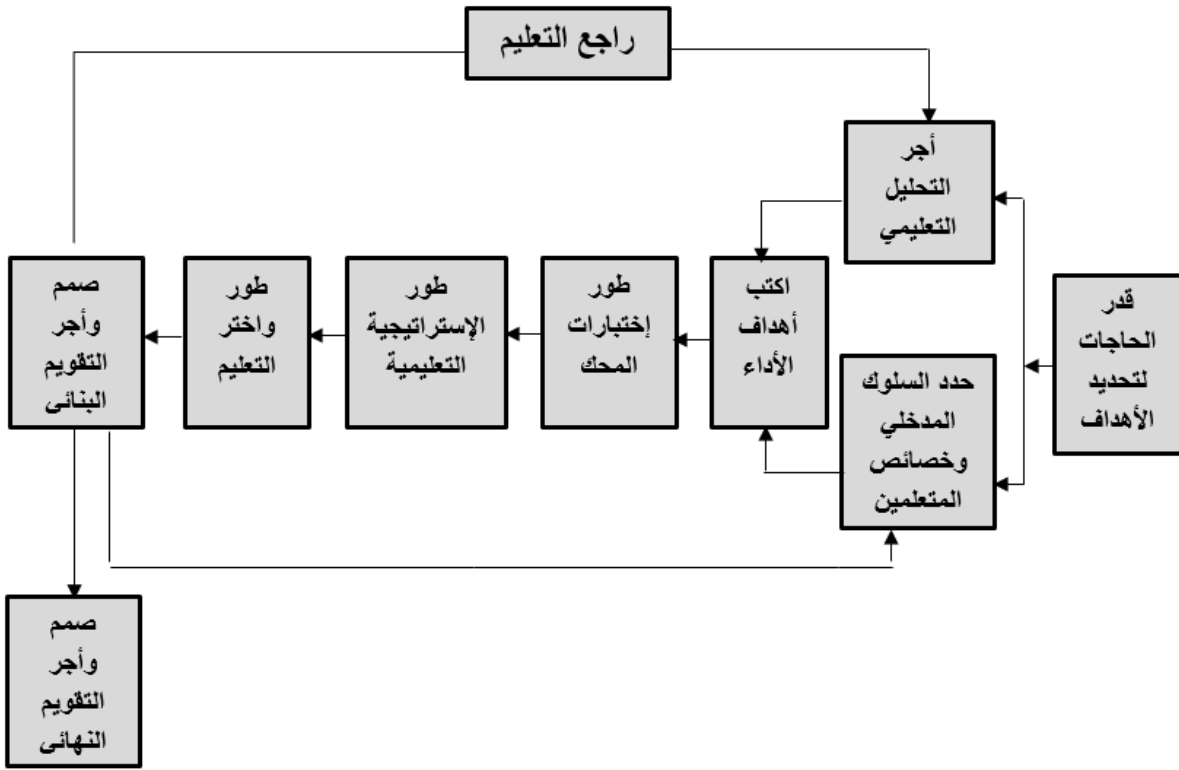 راجع التعليم
قدر
الحاجات
لتحديد
الأهداف
أجر
التحليل
التعليمي
حدد السلوك
المدخلي
وخصائص
المتعلمين
اكتب
أهداف
الأداء
طور
إختبارات
المحك
طور
الإستراتيجية
التعليمية
طور
واختر
التعليم
صمم
وأجر
التقويم
البنائى
صمم
وأجر
التقويم
النهائى